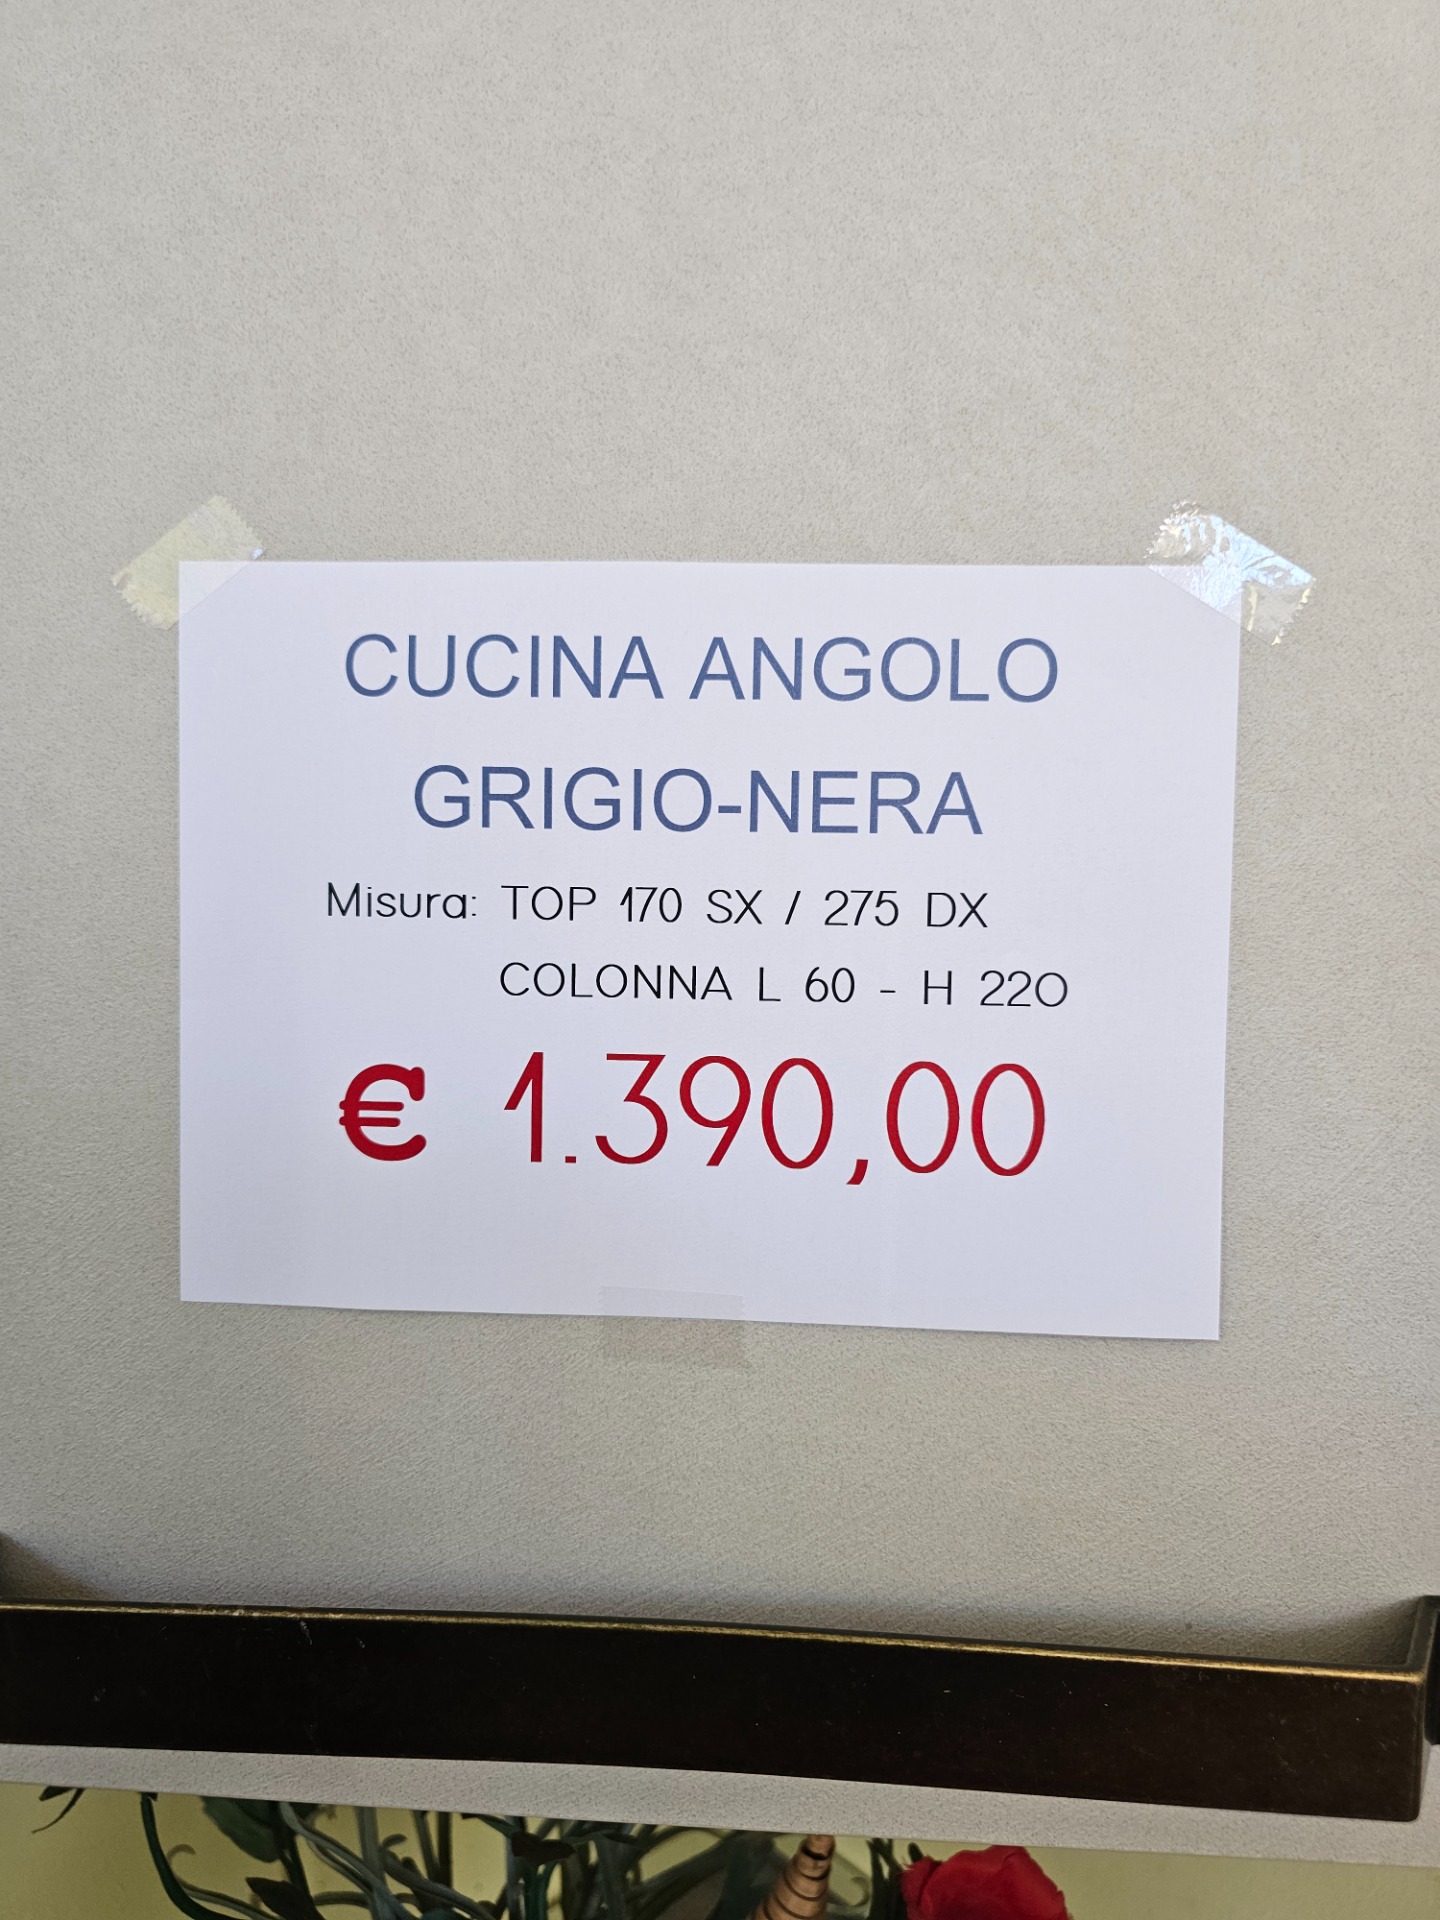 CUCINA ANGOLO
GRIGIO-NERA
Misura: TOP 170 SX / 275 DX
COLONNA L 60 - H 220
€ 1.390,00